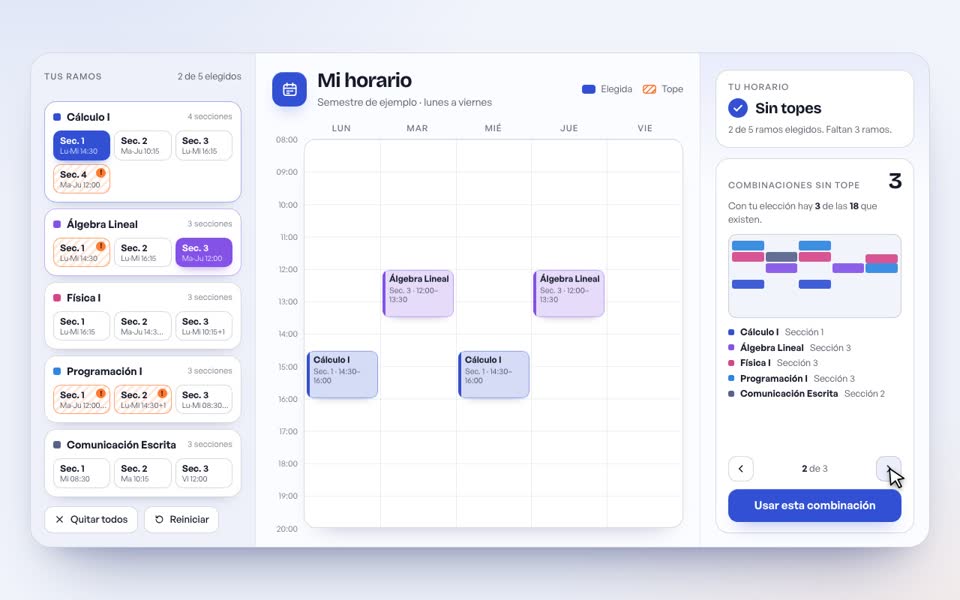 TUS RAMOS
2 de 5 elegidos
Cálculo I
4 secciones
Sec. 1
Lu·Mi 14:30
Sec. 2
Ma·Ju 10:15
Sec. 3
Lu·Mi 16:15
Sec. 4
!
Ma·Ju 12:00
Álgebra Lineal
3 secciones
Sec. 1
!
Lu·Mi 14:30
Sec. 2
Lu·Mi 16:15
Sec. 3
Ma·Ju 12:00
Física I
3 secciones
Sec. 1
Lu·Mi 16:15
Sec. 2
Ma·Ju 14:3...
Sec. 3
Lu·Mi 10:15+1
Programación I
3 secciones
Sec. 1
!
Ma·Ju 12:00...
Sec. 2
!
Lu·Mi 14:30+1
Sec. 3
Lu·Mi 08:30...
Comunicación Escrita
3 secciones
Sec. 1
Mi 08:30
Sec. 2
Ma 10:15
Sec. 3
Vi 12:00
Quitar todos
Reiniciar
Mi horario
Semestre de ejemplo · lunes a viernes
Elegida
Tope
LUN MAR MIÉ JUE VIE
08:00
09:00
10:00
11:00
12:00
13:00
14:00
15:00
16:00
17:00
18:00
19:00
20:00
Álgebra Lineal
Sec. 3 · 12:00–
13:30
Álgebra Lineal
Sec. 3 · 12:00–
13:30
Cálculo I
Sec. 1 · 14:30–
16:00
Cálculo I
Sec. 1 · 14:30–
16:00
TU HORARIO
Sin topes
2 de 5 ramos elegidos. Faltan 3 ramos.
COMBINACIONES SIN TOPE
3
Con tu elección hay 3 de las 18 que
existen.
Cálculo I Sección 1
Álgebra Lineal Sección 3
Física I Sección 3
Programación I Sección 3
Comunicación Escrita Sección 2
2 de 3
Usar esta combinación